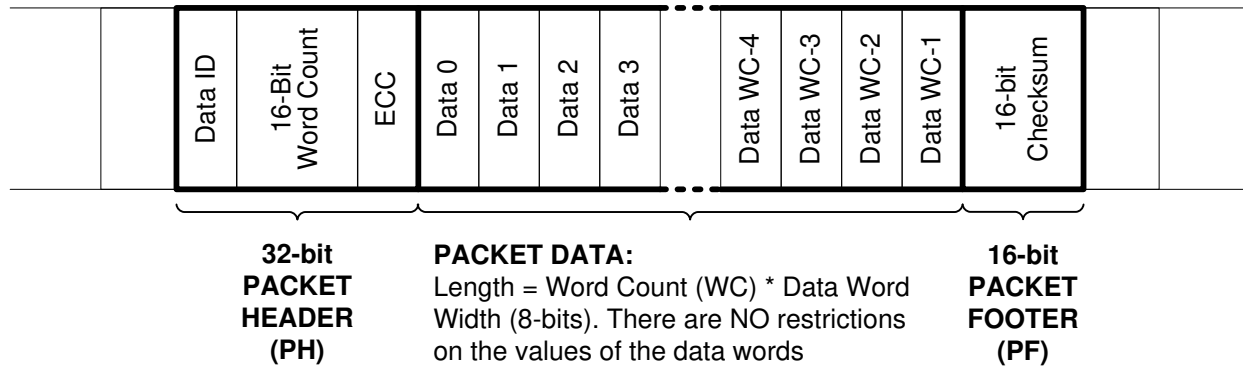 Data ID
16-Bit
Word Count
ECC
Data 0
Data 1
Data 2
Data 3
Data WC-4
Data WC-3
Data WC-2
Data WC-1
16-bit
Checksum
32-bit
PACKET
HEADER
(PH)
PACKET DATA:
Length = Word Count (WC) * Data Word
Width (8-bits). There are NO restrictions
on the values of the data words
16-bit
PACKET
FOOTER
(PF)